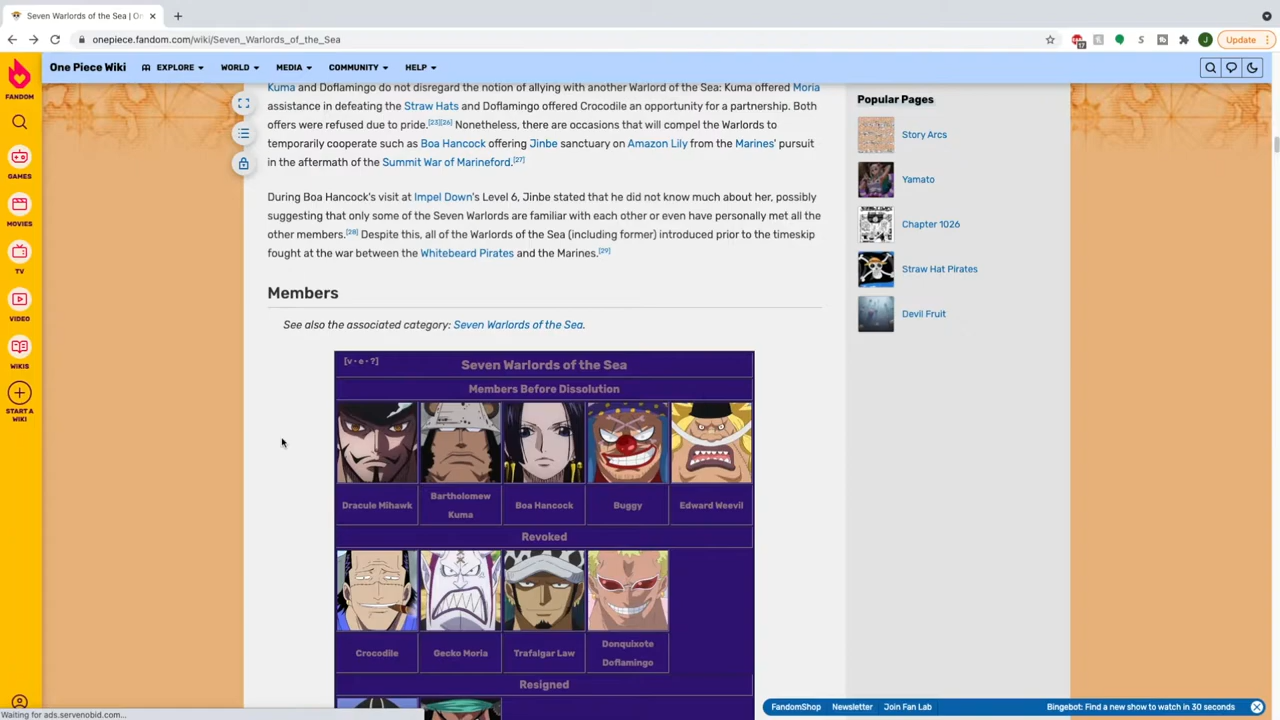 Seven Warlords of the Sea | On
onepiece.fandom.com/wiki/Seven_Warlords_of_the_Sea
17
S
J
Update
FANDOM
GAMES
MOVIES
TV
VIDEO
WIKIS
START A
WIKI
One Piece Wiki
EXPLORE
WORLD
MEDIA
COMMUNITY
HELP
Kuma and Doflamingo do not disregard the notion of allying with another Warlord of the Sea: Kuma offered Moria
assistance in defeating the Straw Hats and Doflamingo offered Crocodile an opportunity for a partnership. Both
offers were refused due to pride.[23][26] Nonetheless, there are occasions that will compel the Warlords to
temporarily cooperate such as Boa Hancock offering Jinbe sanctuary on Amazon Lily from the Marines' pursuit
in the aftermath of the Summit War of Marineford.[27]
During Boa Hancock's visit at Impel Down's Level 6, Jinbe stated that he did not know much about her, possibly
suggesting that only some of the Seven Warlords are familiar with each other or even have personally met all the
other members.[28] Despite this, all of the Warlords of the Sea (including former) introduced prior to the timeskip
fought at the war between the Whitebeard Pirates and the Marines.[29]
Members
See also the associated category: Seven Warlords of the Sea.
[v·e·?]
Seven Warlords of the Sea
Members Before Dissolution
Dracule Mihawk
Bartholomew
Kuma
Boa Hancock
Buggy
Edward Weevil
Revoked
Crocodile
Gecko Moria
Trafalgar Law
Donquixote
Doflamingo
Resigned
Popular Pages
Story Arcs
Yamato
Chapter 1026
Straw Hat Pirates
Devil Fruit
Waiting for ads.servenobid.com...
FandomShop
Newsletter
Join Fan Lab
Bingebot: Find a new show to watch in 30 seconds